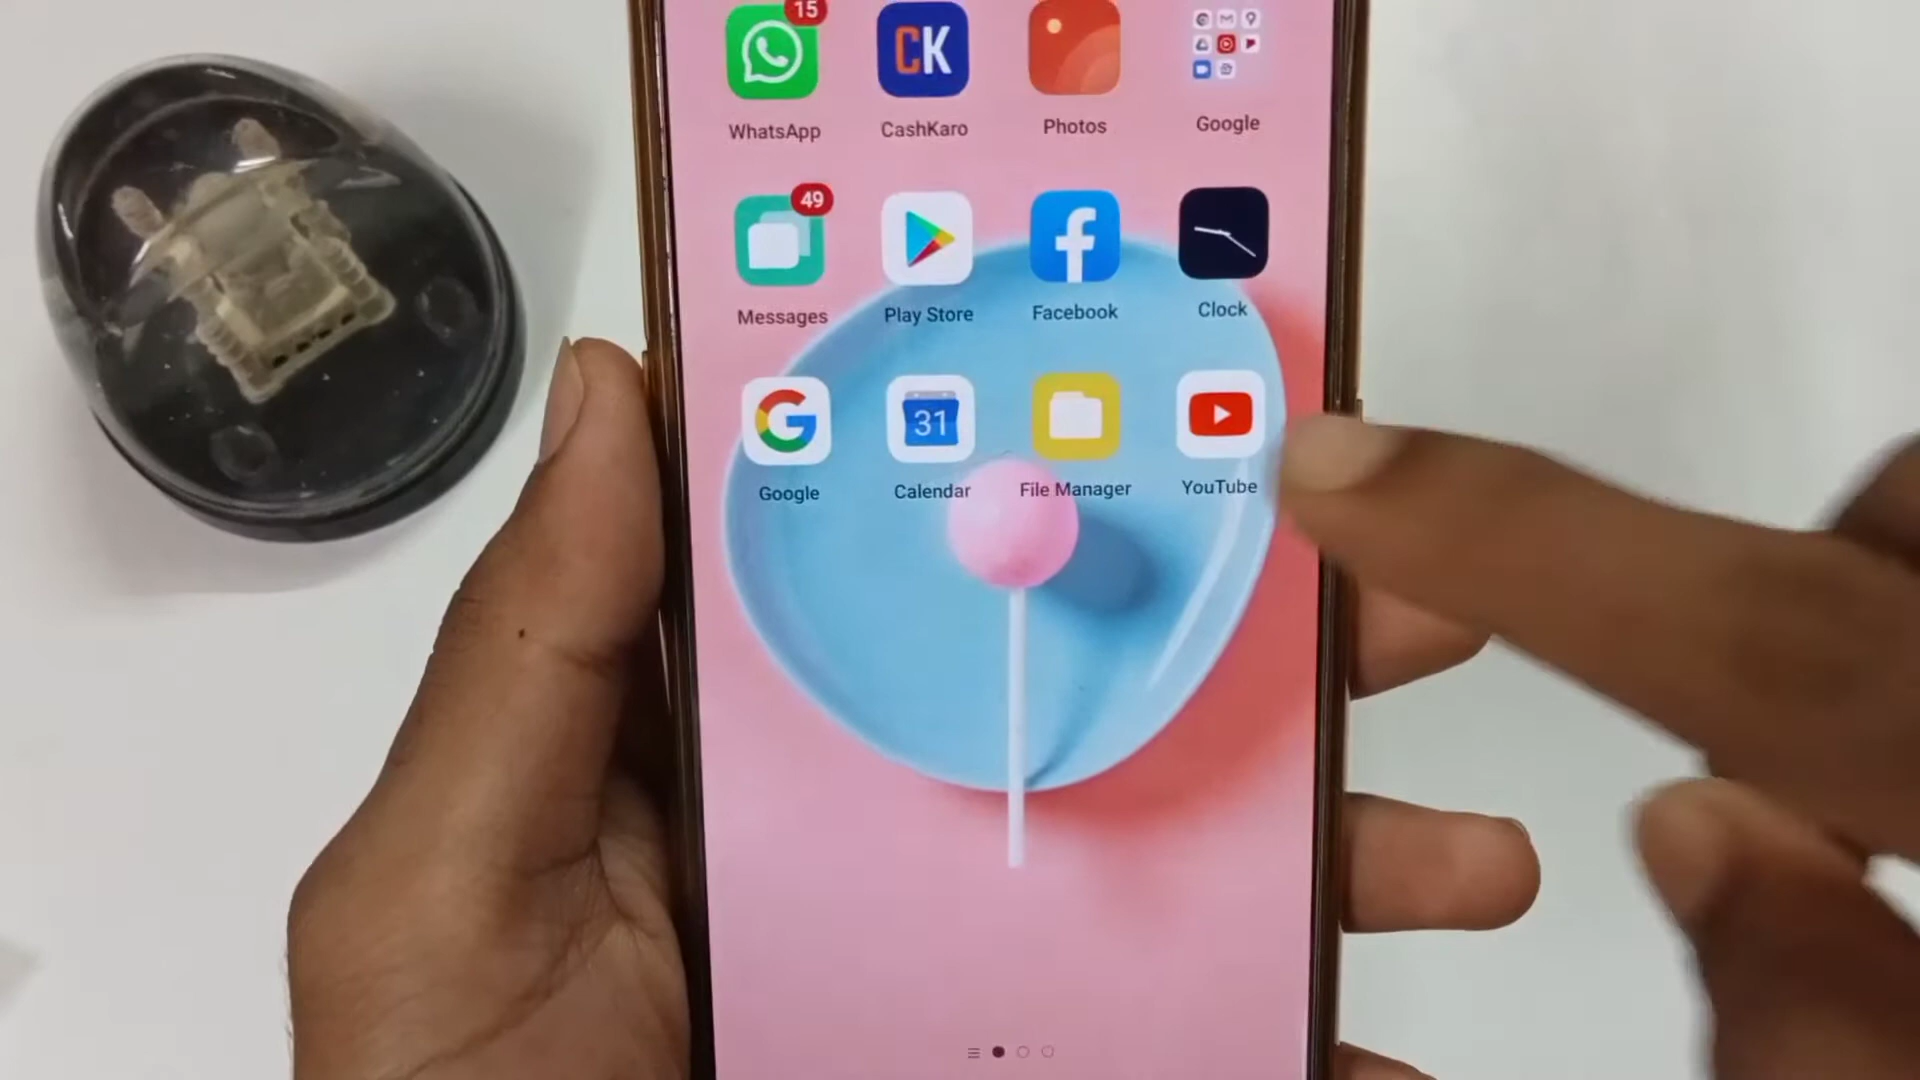 15
CK
WhatsApp
CashKaro
Photos
Google
49
Messages
Play Store
Facebook
Clock
G
31
Google
Calendar
File Manager
YouTube